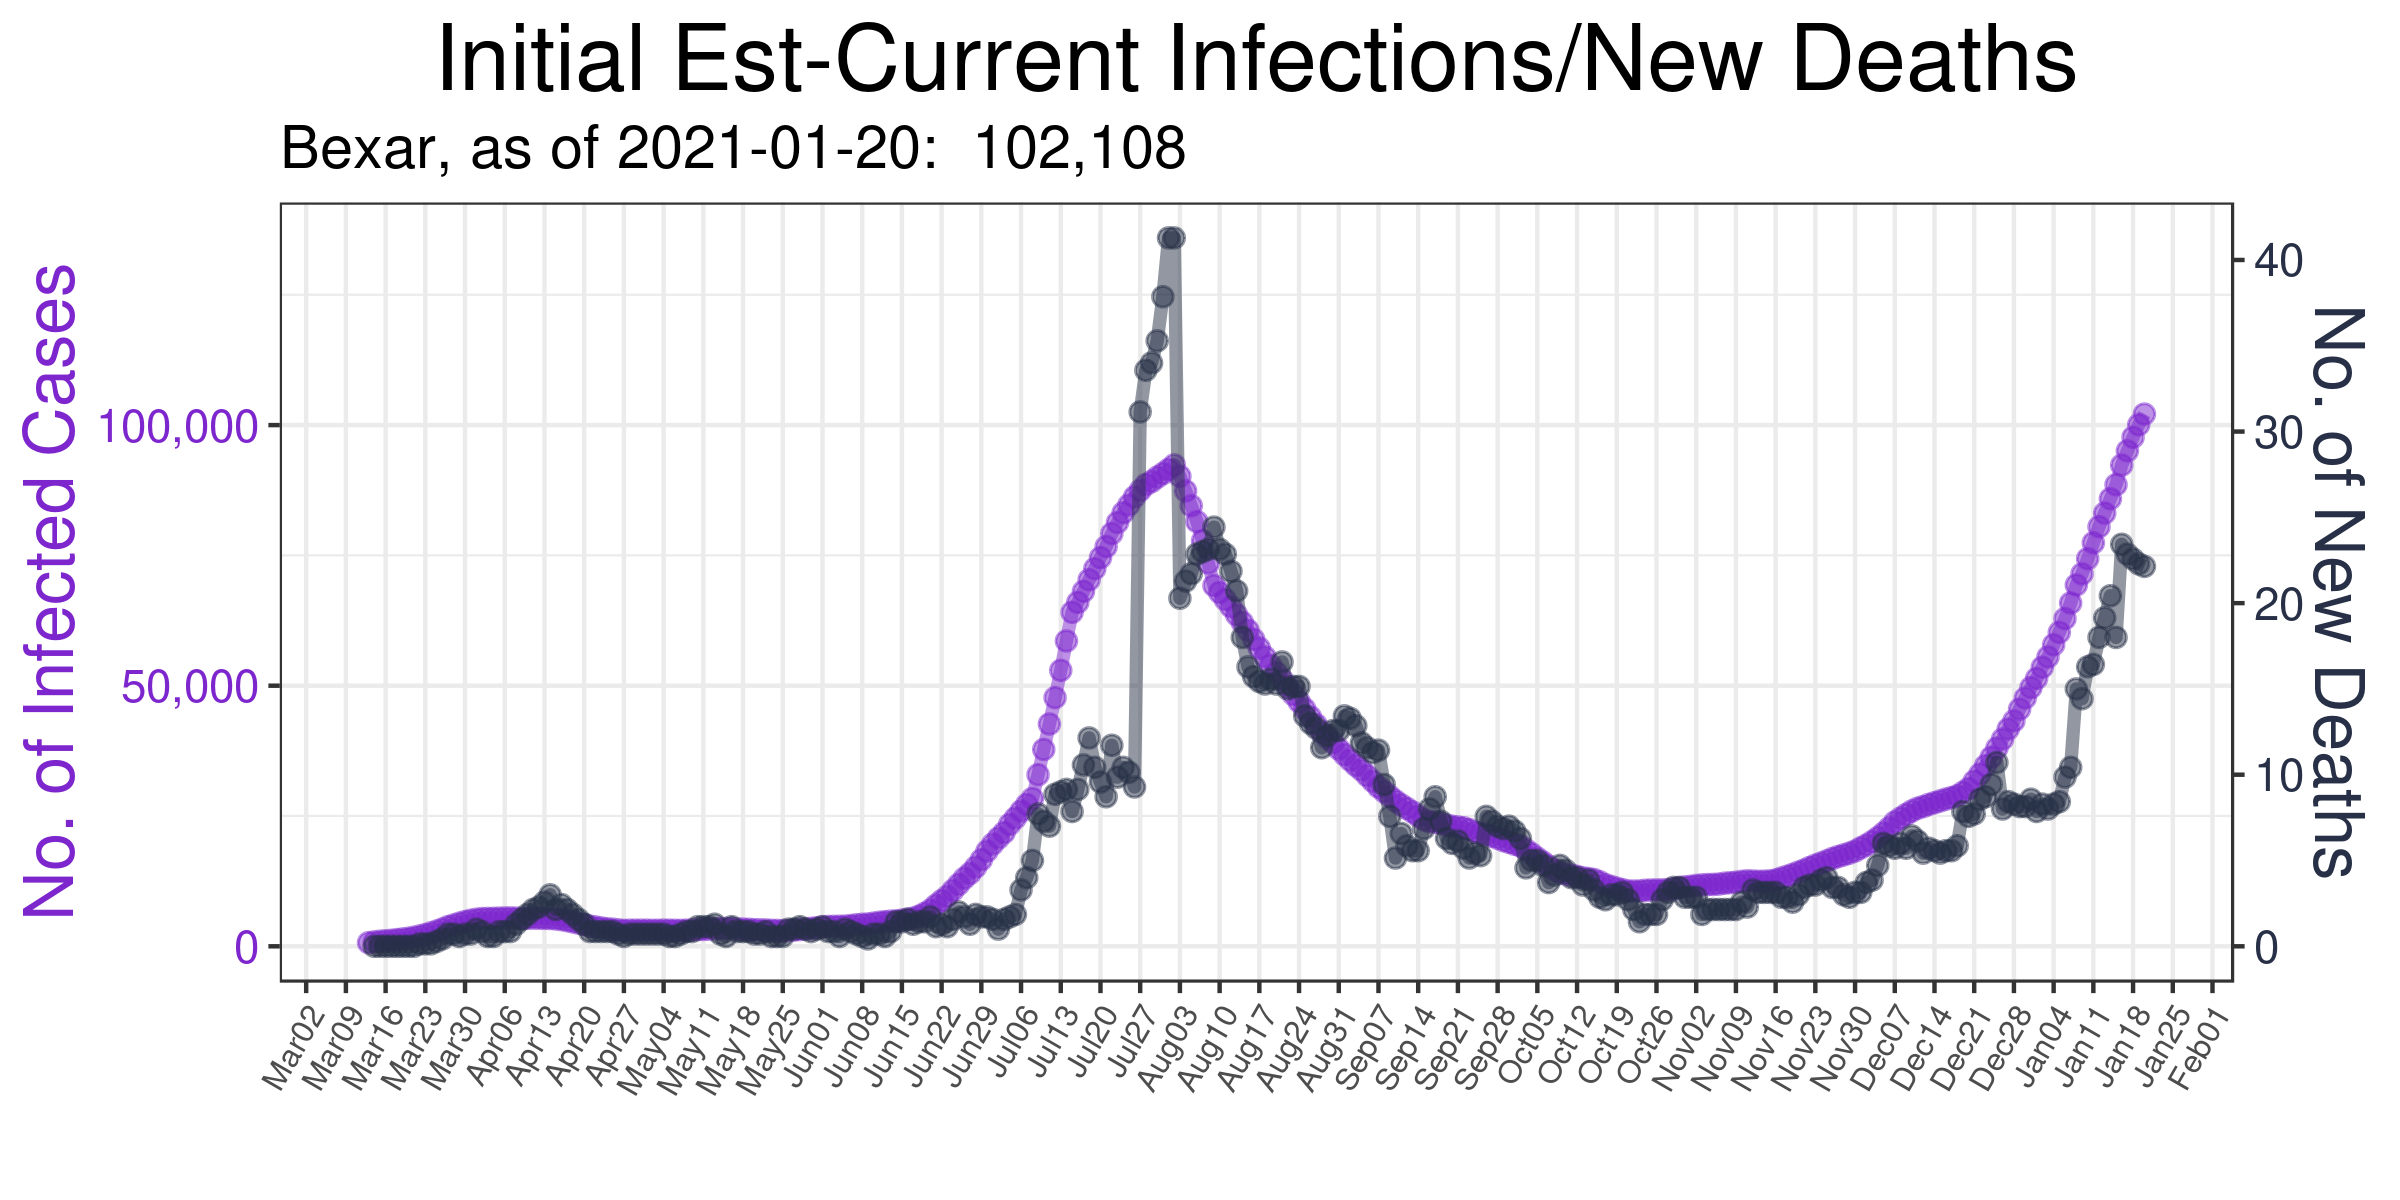 Initial Est-Current Infections/New Deaths
Bexar, as of 2021-01-20:  102,108
No. of Infected Cases
100,000
50,000
0
40
30
20
10
0
No. of New Deaths
Mar02
Mar09
Mar16
Mar23
Mar30
Apr06
Apr13
Apr20
Apr27
May04
May11
May18
May25
Jun01
Jun08
Jun15
Jun22
Jun29
Jul06
Jul13
Jul20
Jul27
Aug03
Aug10
Aug17
Aug24
Aug31
Sep07
Sep14
Sep21
Sep28
Oct05
Oct12
Oct19
Oct26
Nov02
Nov09
Nov16
Nov23
Nov30
Dec07
Dec14
Dec21
Dec28
Jan04
Jan11
Jan18
Jan25
Feb01